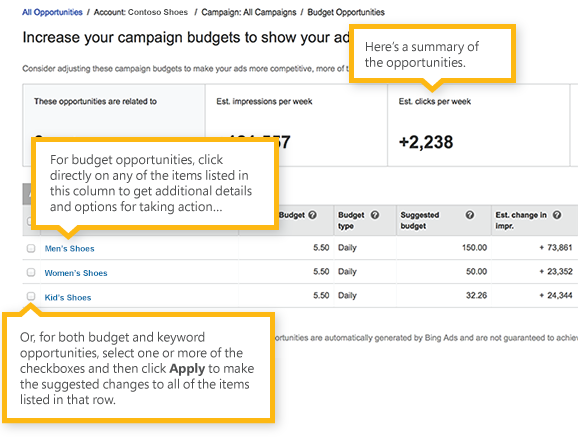 All Opportunities / Account: Contoso Shoes / Campaign: All Campaigns / Budget Opportunities
Increase your campaign budgets to show your ad
Here's a summary of
the opportunities.
Consider adjusting these campaign budgets to make your ads more competitive, more of
These opportunities are related to
Est. impressions per week
Est. clicks per week
+2,238
For budget opportunities, click
directly on any of the items listed in
this column to get additional details
and options for taking action...
Budget ? Budget type ? Suggested budget ? Est. change in impr. ?
Men's Shoes 5.50 Daily 150.00 + 73,861
Women's Shoes 5.50 Daily 50.00 + 23,352
Kid's Shoes 5.50 Daily 32.26 + 24,344
Or, for both budget and keyword
opportunities, select one or more of the
checkboxes and then click Apply to make
the suggested changes to all of the items
listed in that row.
are automatically generated by Bing Ads and are not guaranteed to